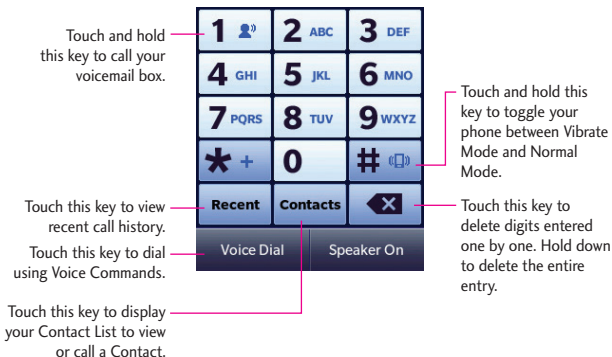 Touch and hold
this key to call your
voicemail box.
1
2 ABC
3 DEF
4 GHI
5 JKL
6 MNO
7 PQRS
8 TUV
9 WXYZ
* +
0
#
Recent
Contacts
Voice Dial
Speaker On
Touch this key to view
recent call history.
Touch this key to dial
using Voice Commands.
Touch this key to display
your Contact List to view
or call a Contact.
Touch and hold this
key to toggle your
phone between Vibrate
Mode and Normal
Mode.
Touch this key to
delete digits entered
one by one. Hold down
to delete the entire
entry.